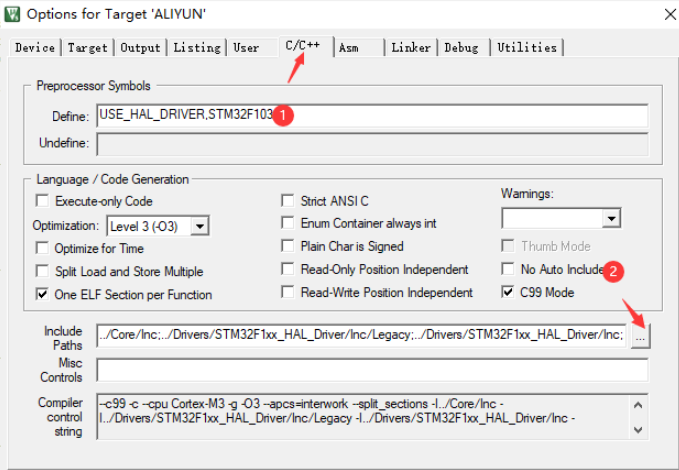 Options for Target 'ALIYUN'
Device Target Output Listing User C/C++ Asm Linker Debug Utilities
Preprocessor Symbols
Define: USE_HAL_DRIVER,STM32F103 1
Undefine:
Language / Code Generation
Execute-only Code Strict ANSI C Warnings:
Optimization: Level 3 (-O3) Enum Container always int
Optimize for Time Plain Char is Signed Thumb Mode
Split Load and Store Multiple Read-Only Position Independent No Auto Include 2
One ELF Section per Function Read-Write Position Independent C99 Mode
Include Paths ../Core/Inc;../Drivers/STM32F1xx_HAL_Driver/Inc/Legacy;../Drivers/STM32F1xx_HAL_Driver/Inc; ...
Misc
Controls
Compiler control string --c99 -c --cpu Cortex-M3 -g -O3 --apcs=interwork --split_sections -I../Core/Inc -
I../Drivers/STM32F1xx_HAL_Driver/Inc/Legacy -I../Drivers/STM32F1xx_HAL_Driver/Inc -